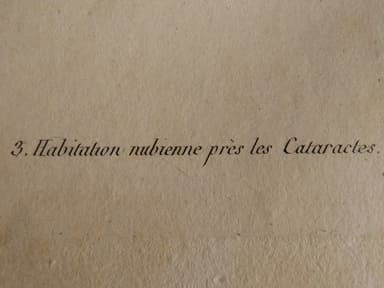 3. Habitation nubienne près les Cataractes.